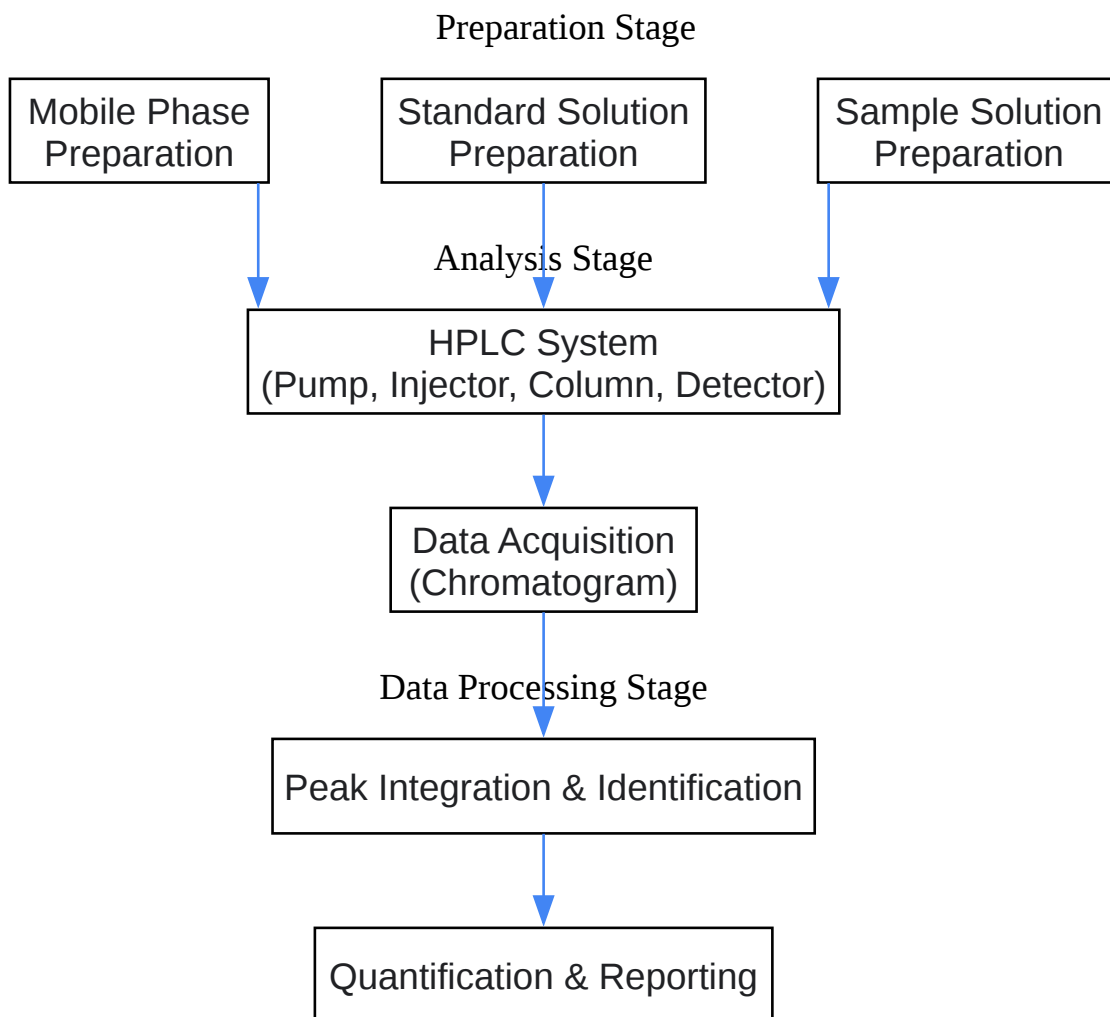 Preparation Stage
Mobile Phase
Preparation
Standard Solution
Preparation
Sample Solution
Preparation
Analysis Stage
HPLC System
(Pump, Injector, Column, Detector)
Data Acquisition
(Chromatogram)
Data Processing Stage
Peak Integration & Identification
Quantification & Reporting